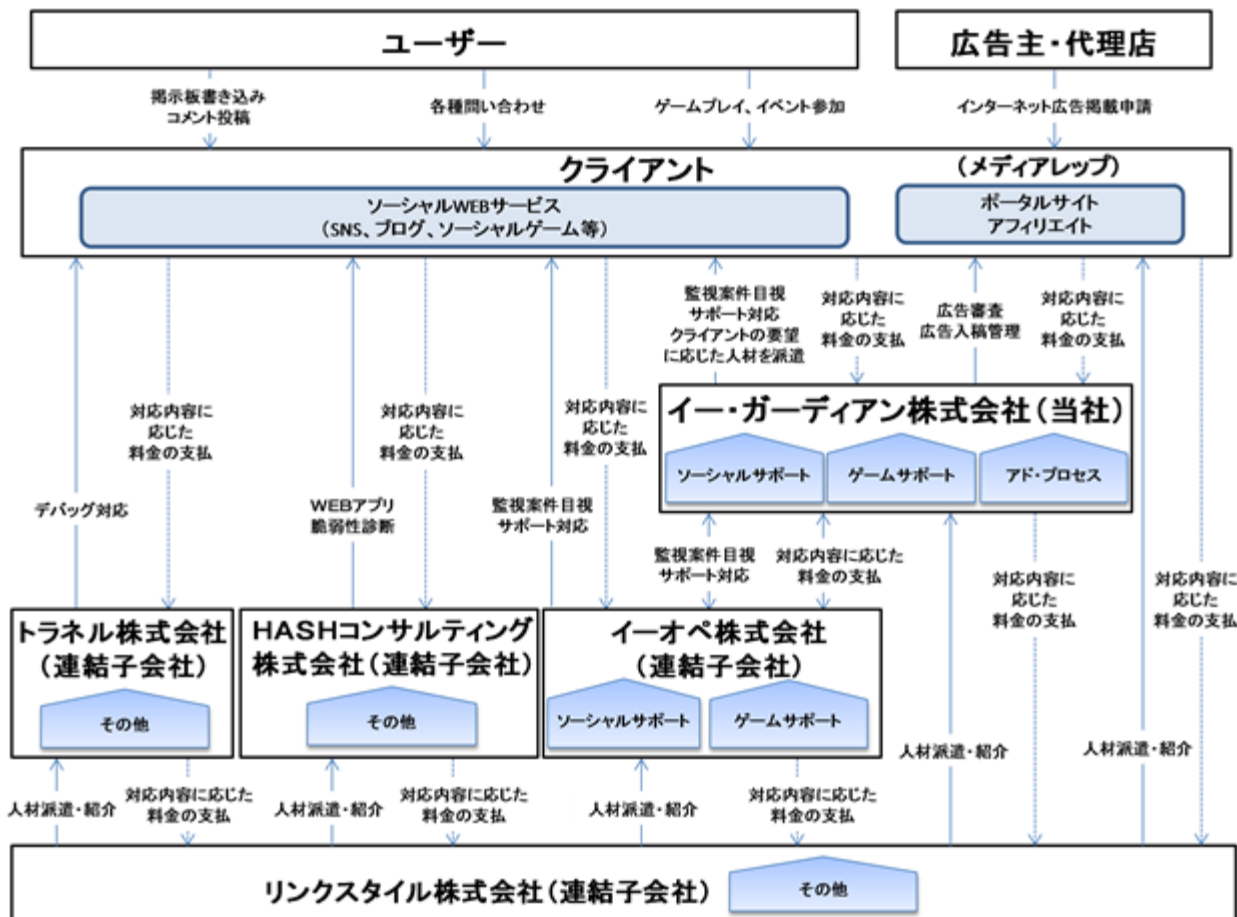 ユーザー
広告主・代理店
掲示板書き込み
コメント投稿
各種問い合わせ
ゲームプレイ、イベント参加
インターネット広告掲載申請
クライアント
(メディアレップ)
ソーシャルWEBサービス
(SNS、ブログ、ソーシャルゲーム等)
ポータルサイト
アフィリエイト
監視案件目視
サポート対応
クライアントの要望
に応じた人材を派遣
対応内容に
応じた
料金の支払
広告審査
広告入稿管理
対応内容に
応じた
料金の支払
イー・ガーディアン株式会社(当社)
ソーシャルサポート
ゲームサポート
アド・プロセス
デバッグ対応
対応内容に
応じた
料金の支払
WEBアプリ
脆弱性診断
対応内容に
応じた
料金の支払
監視案件目視
サポート対応
対応内容に
応じた
料金の支払
監視案件目視
サポート対応
対応内容に応じた
料金の支払
対応内容に
応じた
料金の支払
対応内容に
応じた
料金の支払
トラネル株式会社
(連結子会社)
その他
HASHコンサルティング
株式会社(連結子会社)
その他
イーオペ株式会社
(連結子会社)
ソーシャルサポート
ゲームサポート
人材派遣・紹介
人材派遣・紹介
人材派遣・紹介
対応内容に応じた
料金の支払
人材派遣・紹介
対応内容に応じた
料金の支払
人材派遣・紹介
対応内容に応じた
料金の支払
リンクスタイル株式会社(連結子会社)
その他